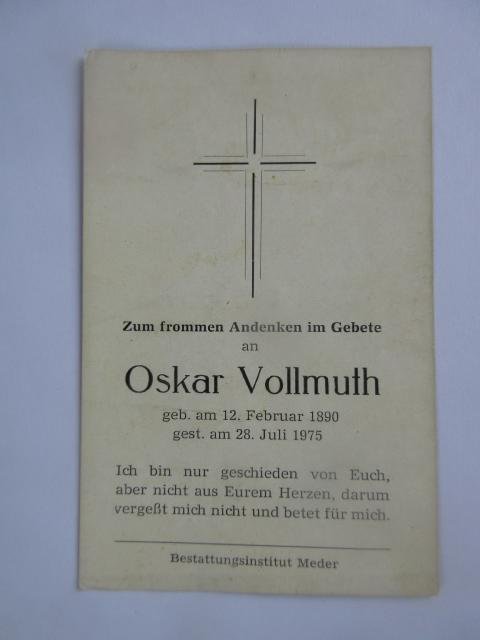 Zum frommen Andenken im Gebete
an
Oskar Vollmuth
geb. am 12. Februar 1890
gest. am 28. Juli 1975
Ich bin nur geschieden von Euch,
aber nicht aus Eurem Herzen, darum
vergeßt mich nicht und betet für mich.
Bestattungsinstitut Meder